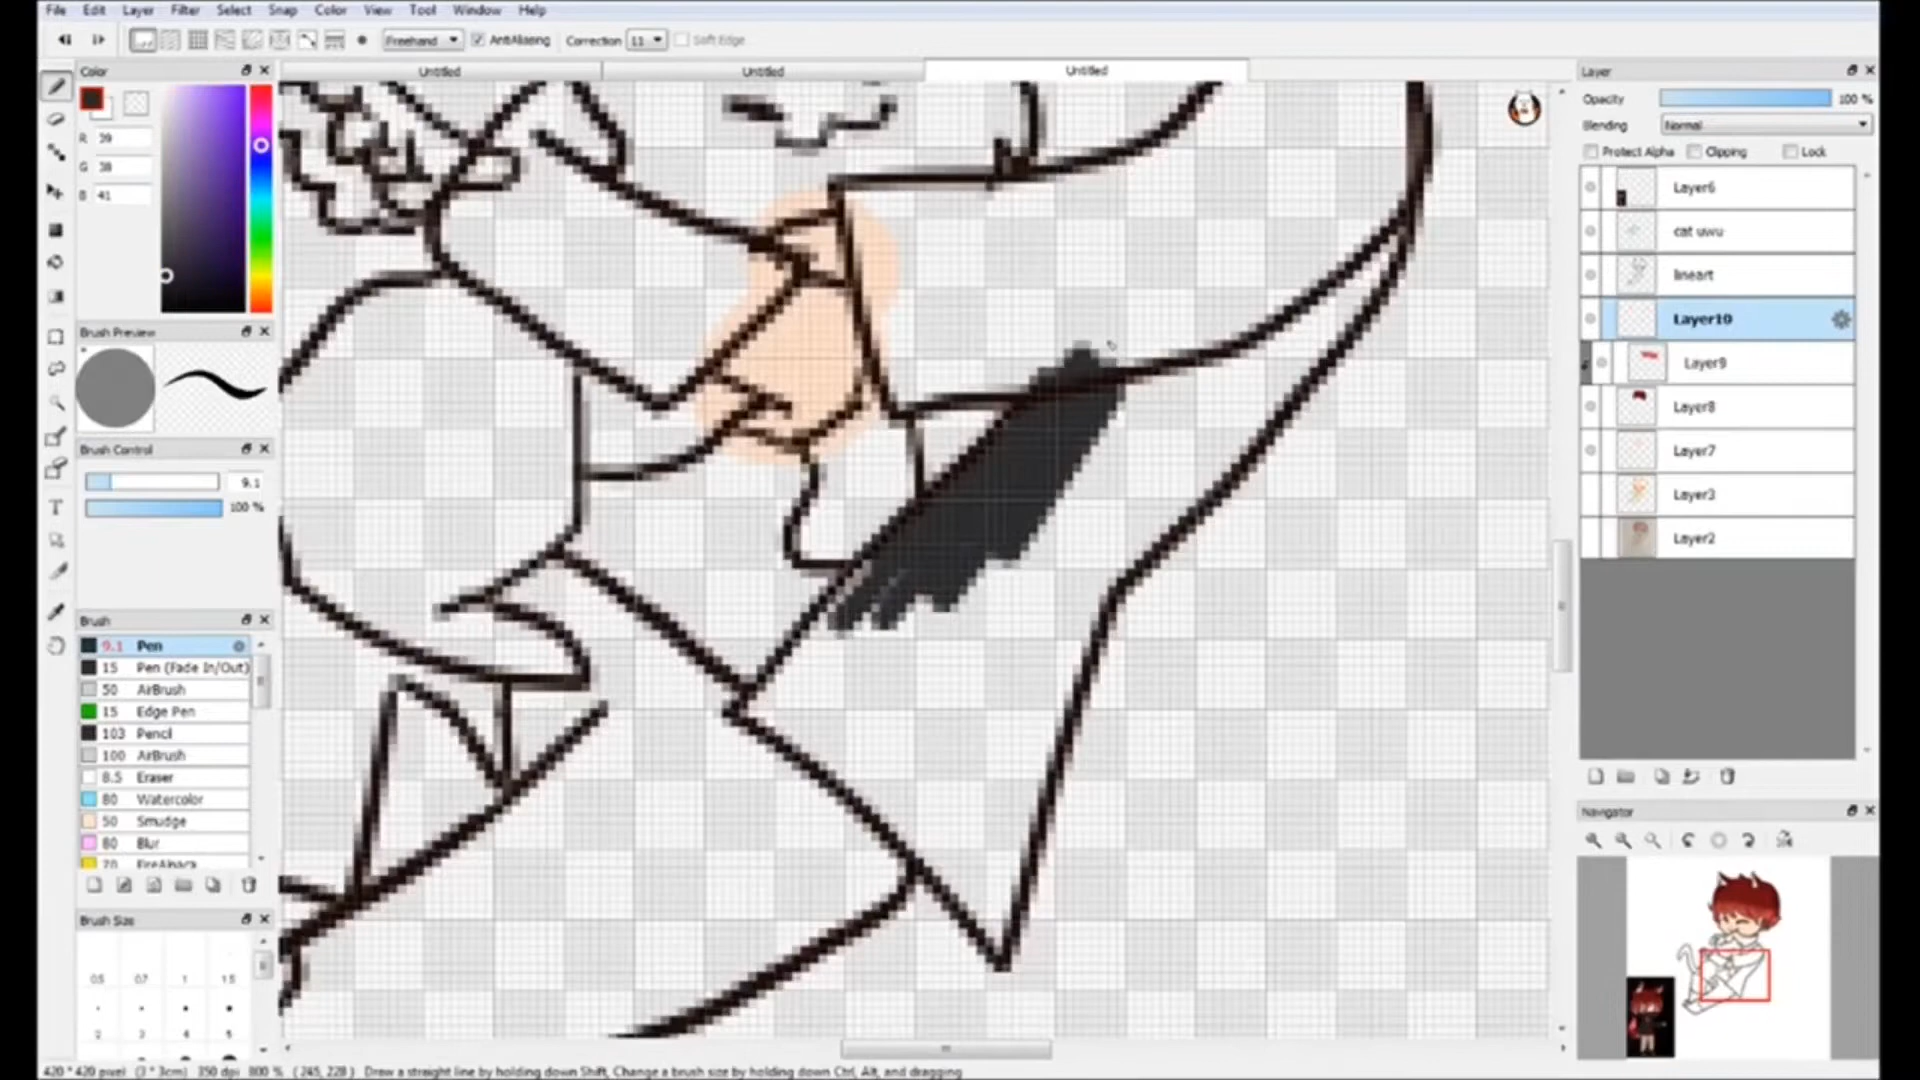 File Edit Layer Filter Select Snap Color View Tool Window Help
Freehand AntiAliasing Correction 11 Soft Edge
Color
Untitled Untitled Untitled
R 39
G 38
B 41
Brush Preview
Brush Control
9.1
100 %
Brush
9.1 Pen
15 Pen (Fade In/Out)
50 AirBrush
15 Edge Pen
103 Pencil
100 AirBrush
8.5 Eraser
80 Watercolor
50 Smudge
80 Blur
70 FireAlpaca
Brush Size
0.5 0.7 1 1.5
2 3 4 5
Layer
Opacity 100 %
Blending Normal
Protect Alpha Clipping Lock
Layer6
cat uwu
lineart
Layer10
Layer9
Layer8
Layer7
Layer3
Layer2
Navigator
420 * 420 pixel (3 * 3cm) 350 dpi 800 % ( 245, 228 ) Draw a straight line by holding down Shift, Change a brush size by holding down Ctrl, Alt, and dragging